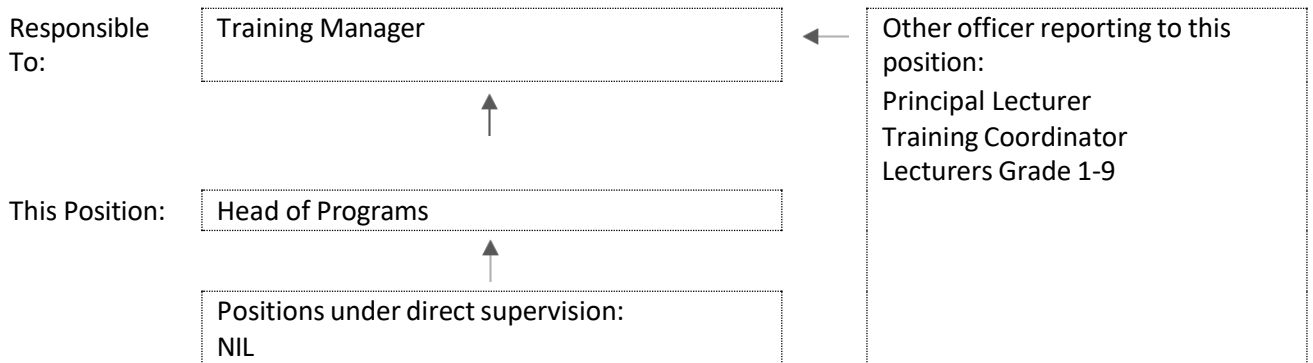 Responsible
To:
Training Manager
Other officer reporting to this
position:
Principal Lecturer
Training Coordinator
Lecturers Grade 1-9
This Position:
Head of Programs
Positions under direct supervision:
NIL